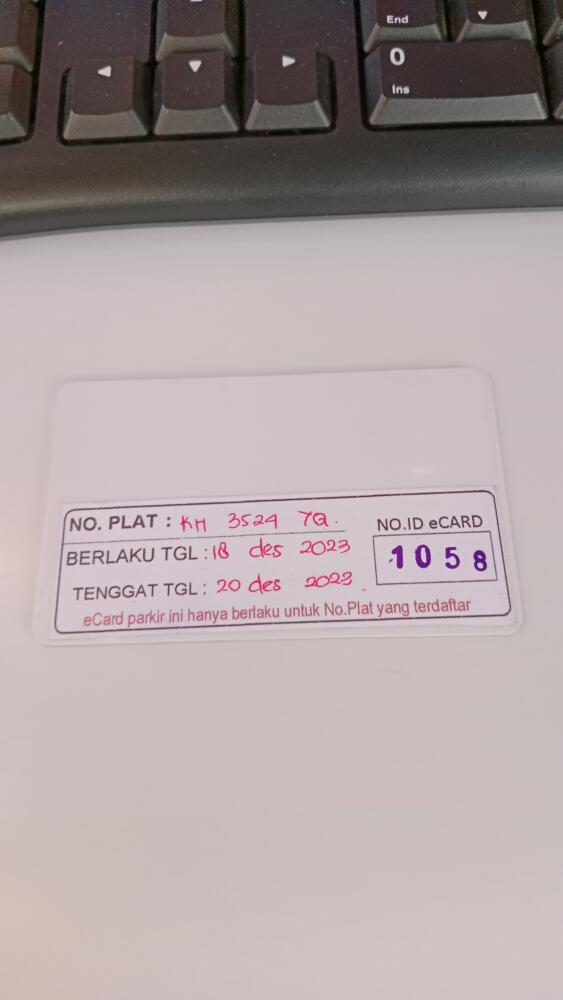 End
0
Ins
NO. PLAT : KH 3524 TQ.
BERLAKU TGL : 18 des 2023
TENGGAT TGL : 20 des 2023.
NO.ID eCARD
1058
eCard parkir ini hanya berlaku untuk No.Plat yang terdaftar